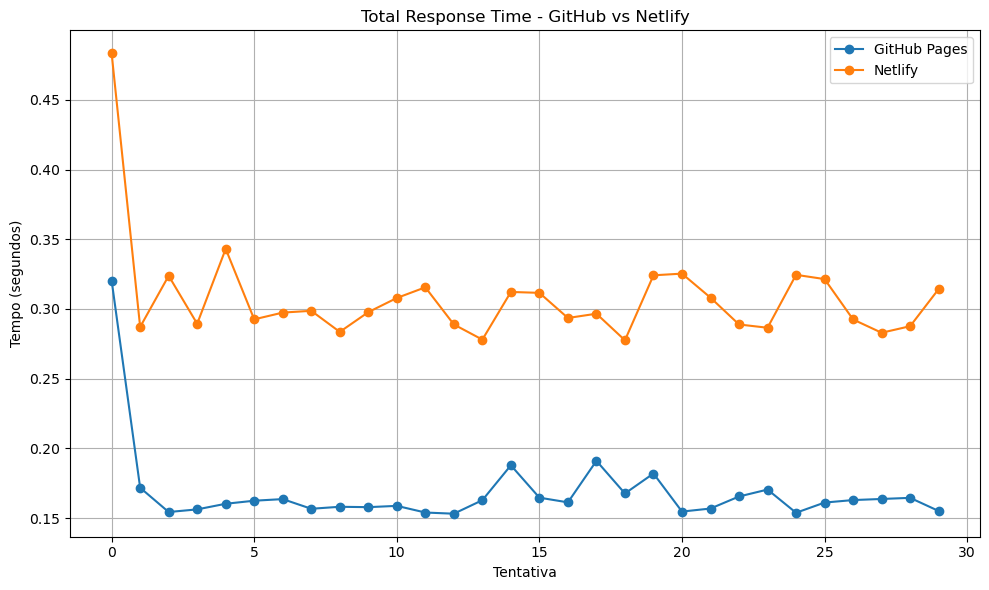 Total Response Time - GitHub vs Netlify
GitHub Pages
Netlify
Tempo (segundos)
0.45
0.40
0.35
0.30
0.25
0.20
0.15
0 5 10 15 20 25 30
Tentativa